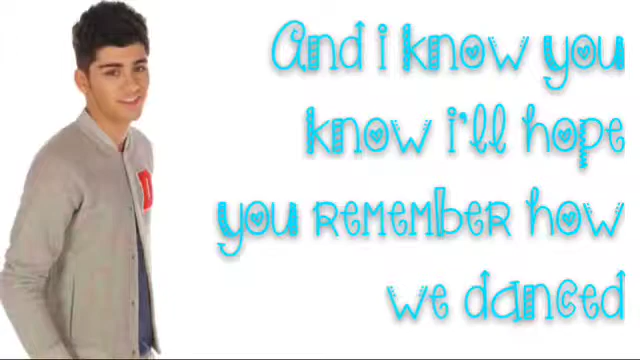 And i know you
know i'll hope
you remember how
we danced